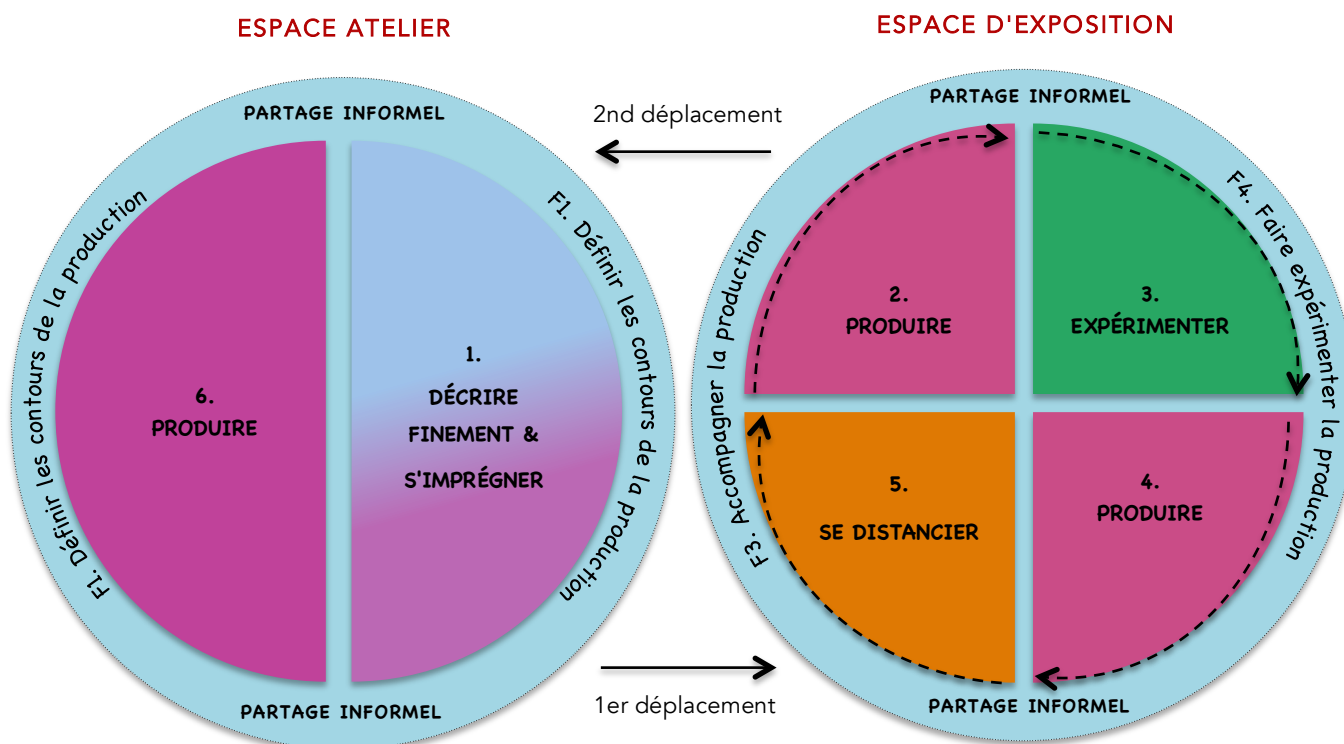 ESPACE ATELIER
ESPACE D'EXPOSITION
PARTAGE INFORMEL
2nd déplacement
PARTAGE INFORMEL
F1. Définir les contours de la production
F1. Définir les contours de la production
F3. Accompagner la production
F4. Faire expérimenter la production
6.
PRODUIRE
1.
DÉCRIRE
FINEMENT &
S'IMPRÉGNER
2.
PRODUIRE
3.
EXPÉRIMENTER
5.
SE DISTANCIER
4.
PRODUIRE
PARTAGE INFORMEL
1er déplacement
PARTAGE INFORMEL